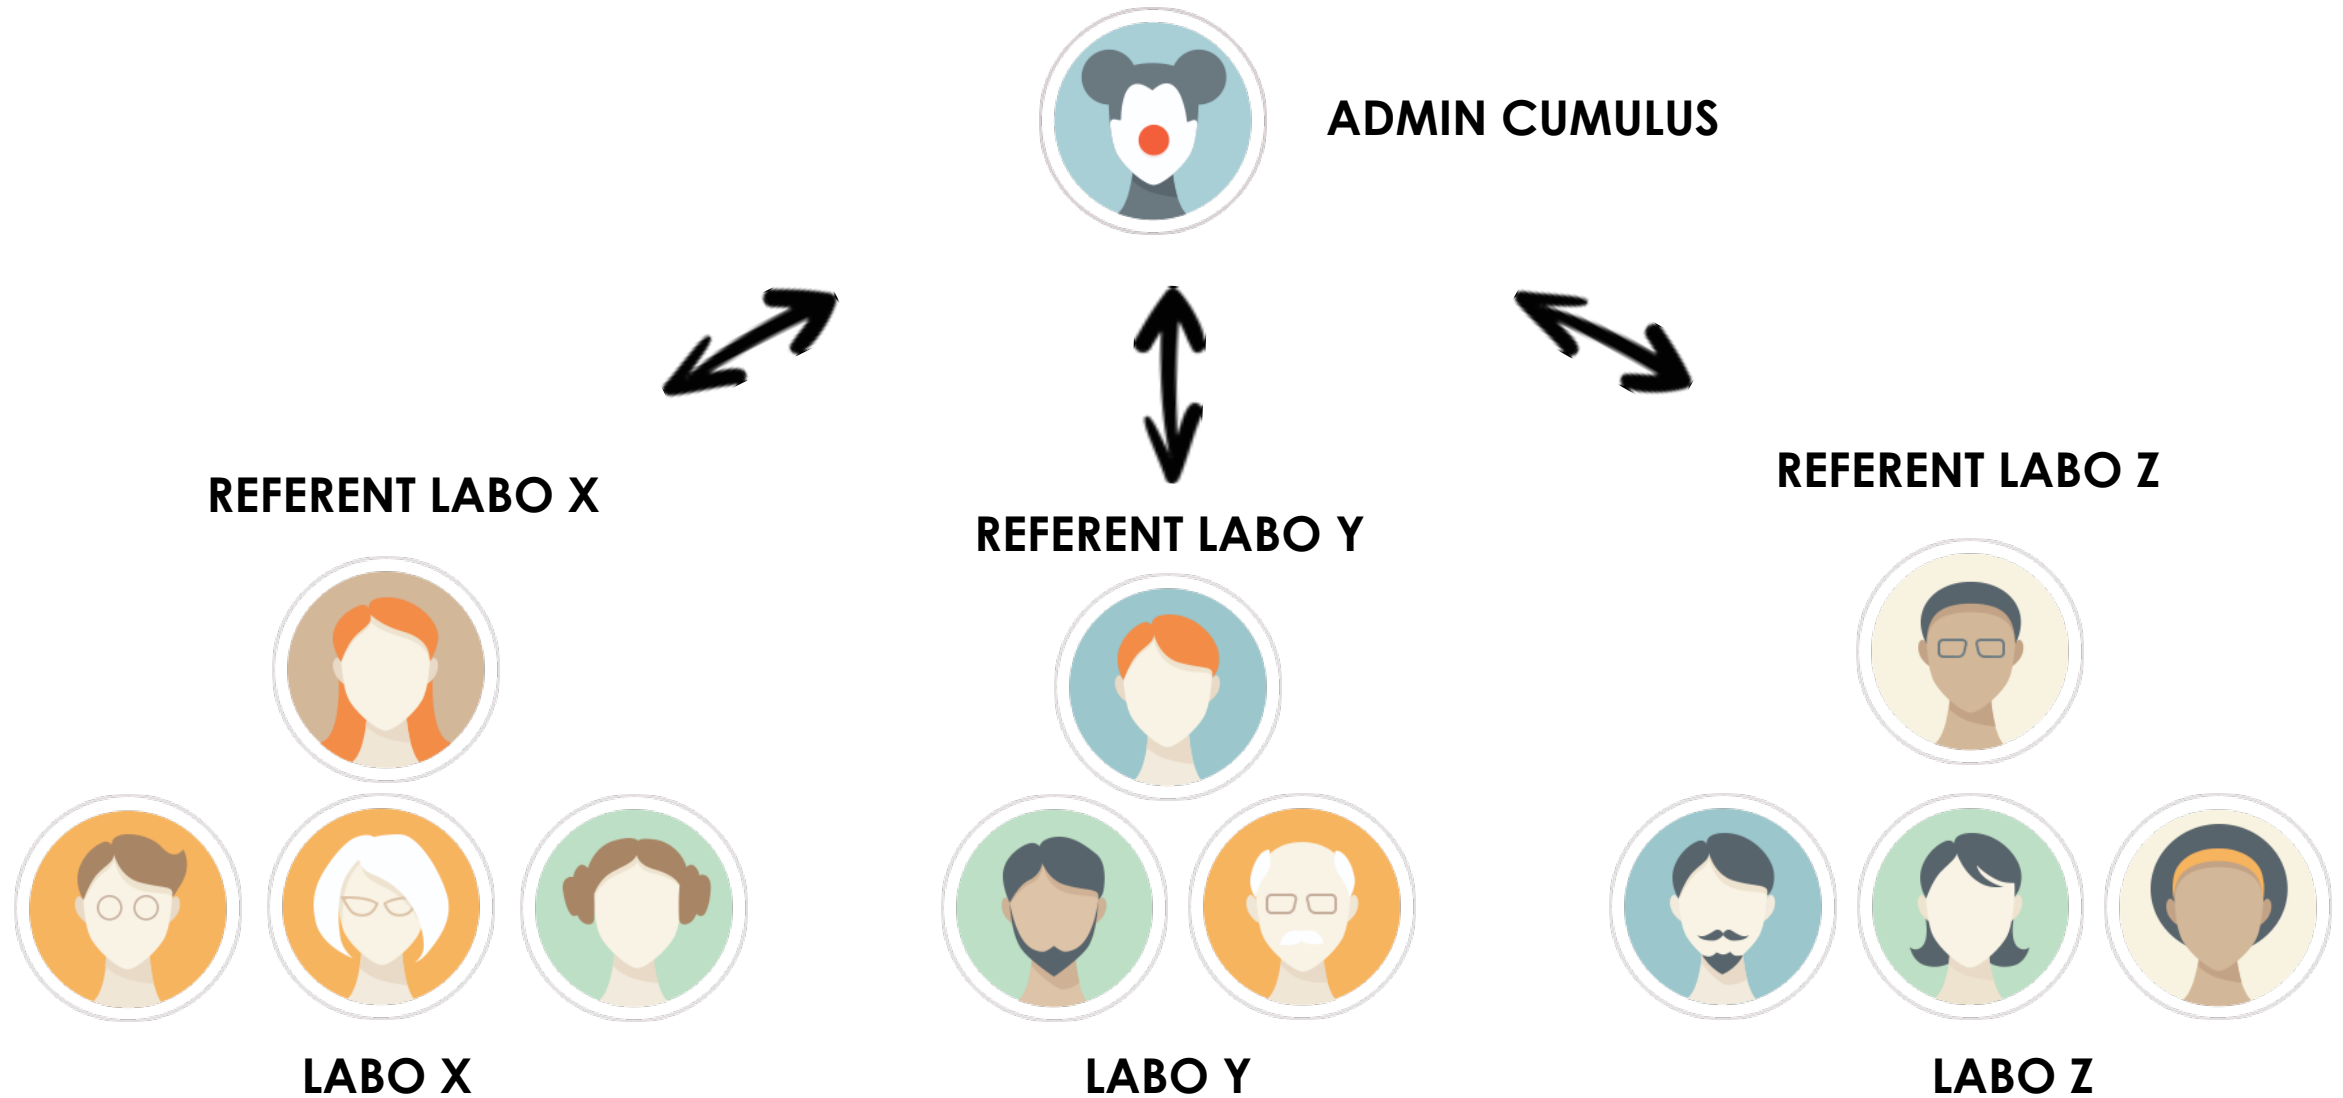 ADMIN CUMULUS
REFERENT LABO X
REFERENT LABO Y
REFERENT LABO Z
LABO X
LABO Y
LABO Z